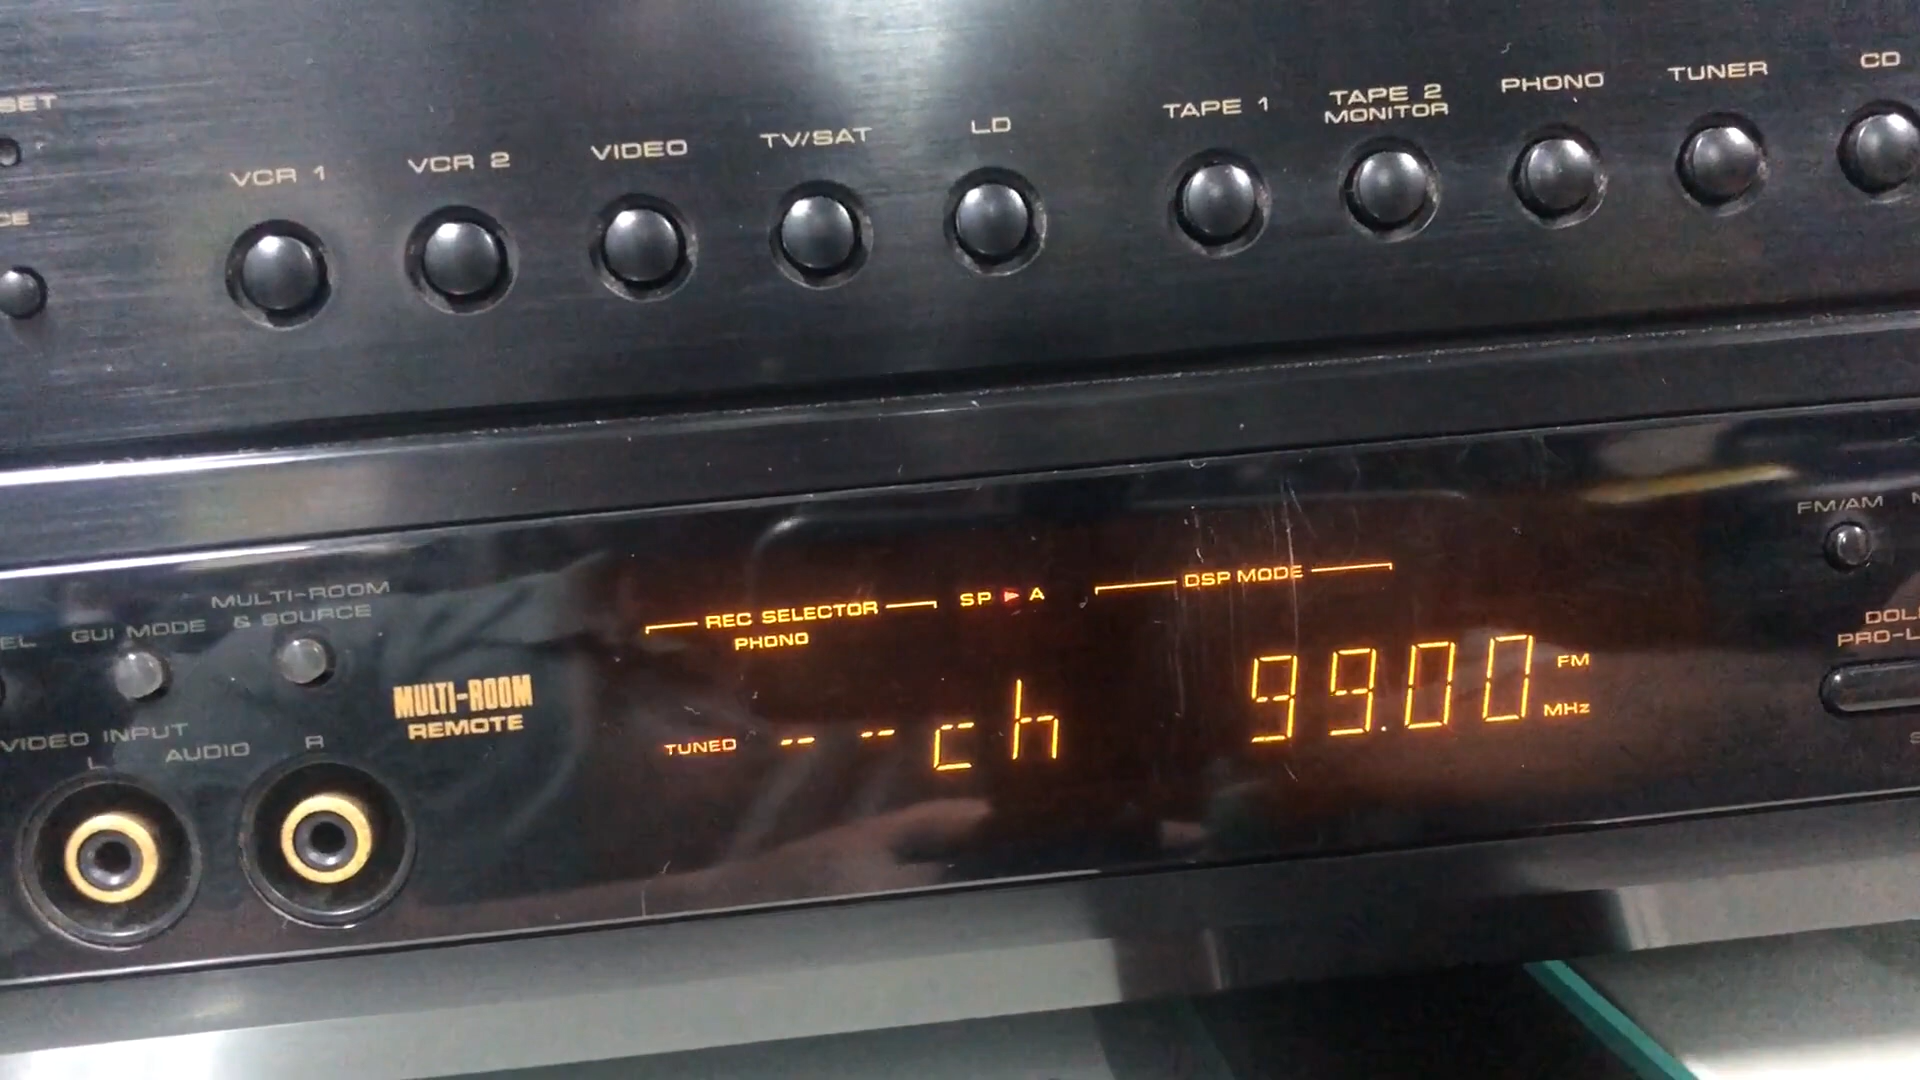 SET
CE
VCR 1
VCR 2
VIDEO
TV/SAT
LD
TAPE 1
TAPE 2
MONITOR
PHONO
TUNER
CD
FM/AM
MULTI-ROOM
& SOURCE
GUI MODE
EL
MULTI-ROOM
REMOTE
VIDEO INPUT
L AUDIO R
REC SELECTOR
PHONO
SP ▶ A
DSP MODE
TUNED -- -- ch
99.00 FM
MHz
DOL
PRO-L